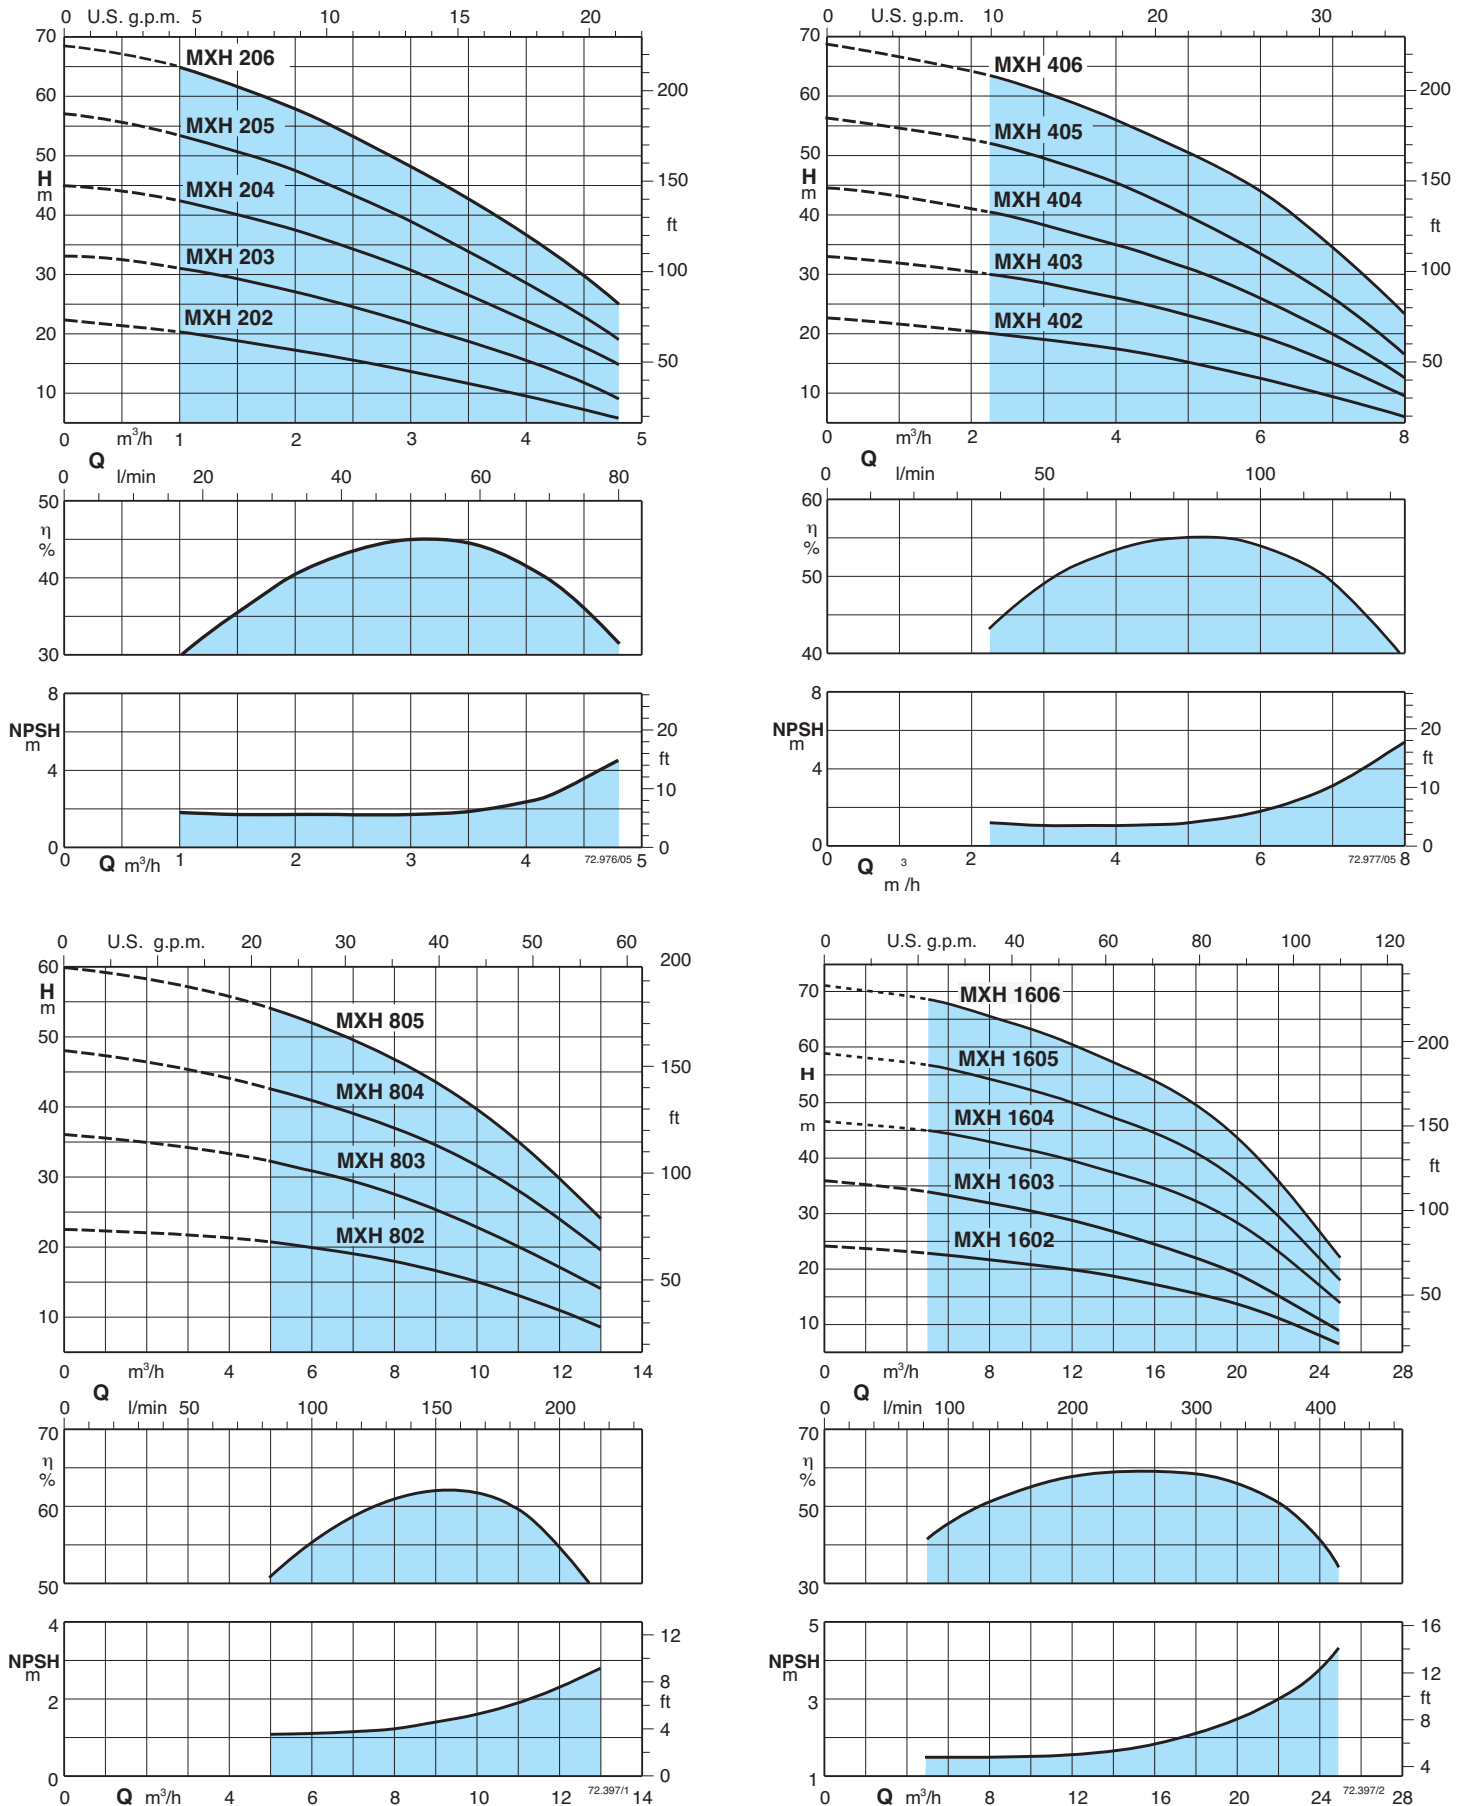 0 U.S. g.p.m. 5 10 15 20
70
60
50
H
m
40
30
20
10
MXH 206
MXH 205
MXH 204
MXH 203
MXH 202
200
150
ft
100
50
0 m³/h 1 2 3 4 5
Q
0 l/min 20 40 60 80
50
η
%
40
30
8
NPSH
m
4
0
20
ft
10
0
0 Q m³/h 1 2 3 4 72.976/05 5
0 U.S. g.p.m. 10 20 30
70
60
50
H
m
40
30
20
10
MXH 406
MXH 405
MXH 404
MXH 403
MXH 402
200
150
ft
100
50
0 m³/h 2 4 6 8
Q
0 l/min 50 100
60
η
%
50
40
8
NPSH
m
4
0
20
ft
10
0
0 Q 3 2 4 6 72.977/05 8
m /h
0 U.S. g.p.m. 20 30 40 50 60
60
H
m
50
40
30
20
10
MXH 805
MXH 804
MXH 803
MXH 802
200
150
ft
100
50
0 m³/h 4 6 8 10 12 14
Q
0 l/min 50 100 150 200
70
η
%
60
50
4
NPSH
m
2
0
12
8
ft
4
0
0 Q m³/h 4 6 8 10 12 72.397/1 14
0 U.S. g.p.m. 40 60 80 100 120
70
60
H
50
m
40
30
20
10
MXH 1606
MXH 1605
MXH 1604
MXH 1603
MXH 1602
200
150
ft
100
50
0 m³/h 8 12 16 20 24 28
Q
0 l/min 100 200 300 400
70
η
%
50
30
5
NPSH
m
3
1
16
12
ft
8
4
0 Q m³/h 8 12 16 20 24 72.397/2 28